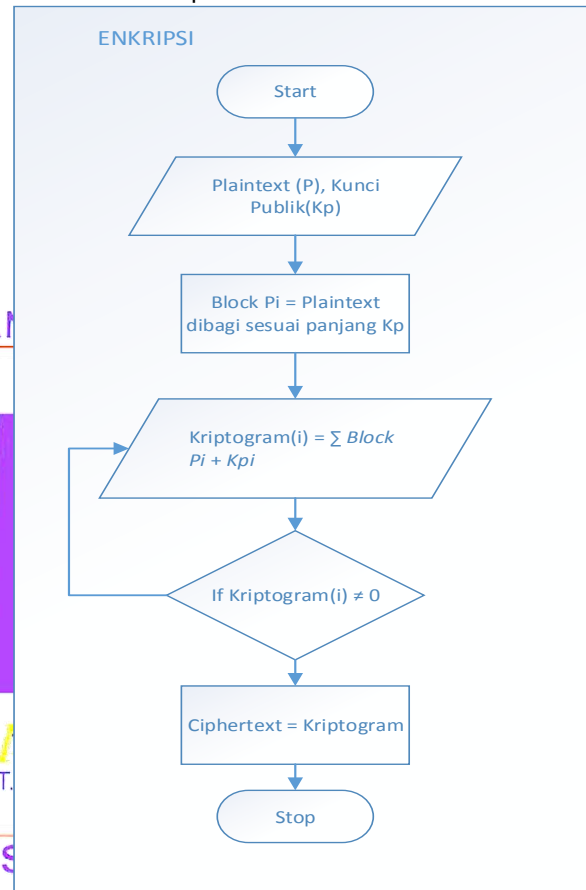 ENKRIPSI
Start
Plaintext (P), Kunci
Publik(Kp)
Block Pi = Plaintext
dibagi sesuai panjang Kp
Kriptogram(i) = ∑ Block
Pi + Kpi
If Kriptogram(i) ≠ 0
Ciphertext = Kriptogram
Stop